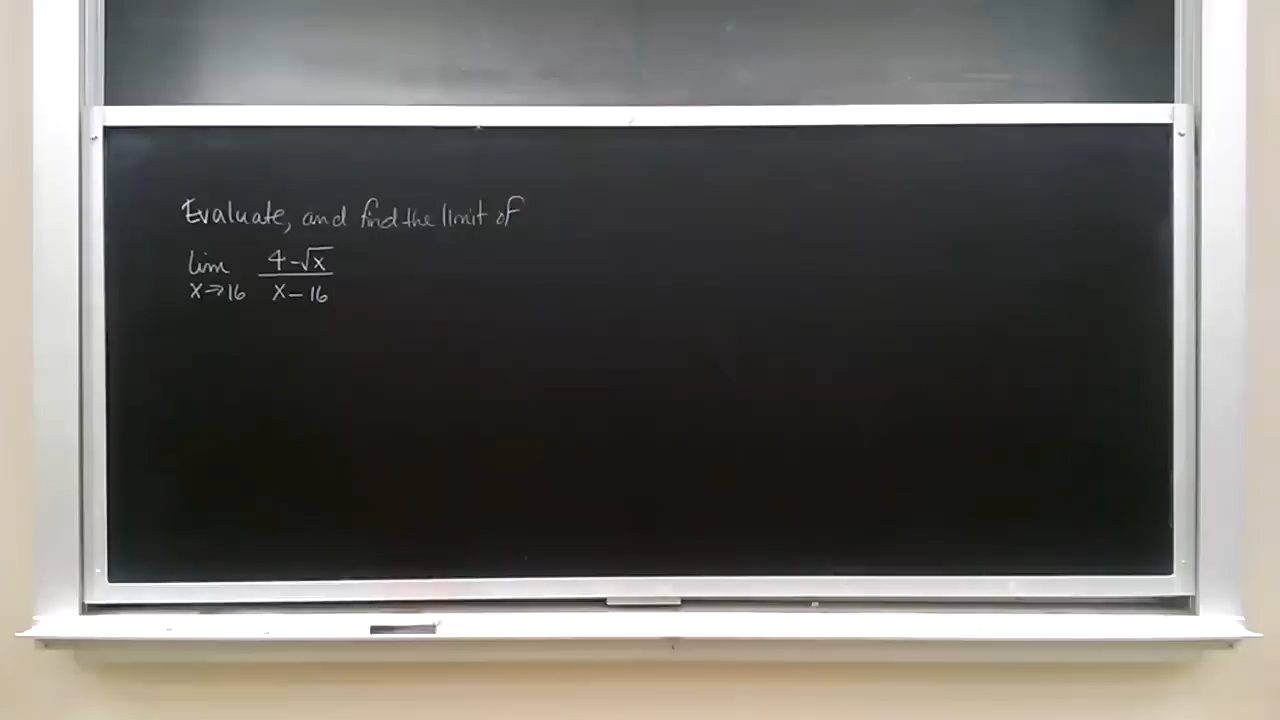 Evaluate, and find the limit of
lim 4-√x
x→16 x-16